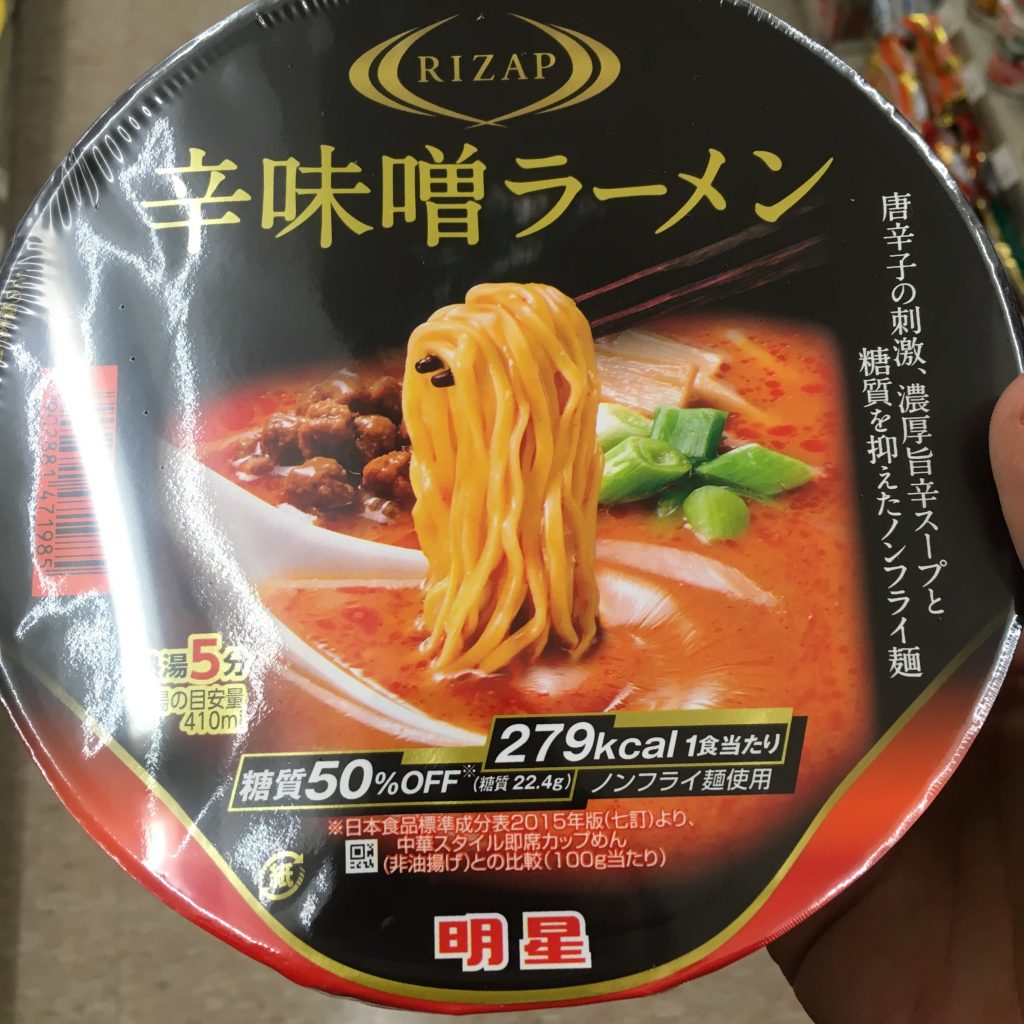 RIZAP
辛味噌ラーメン
唐辛子の刺激、濃厚旨辛スープと
糖質を抑えたノンフライ麺
湯5分
湯の目安量
410ml
279kcal 1食当たり
糖質50%OFF※(糖質 22.4g)
ノンフライ麺使用
※日本食品標準成分表2015年版(七訂)より、
中華スタイル即席カップめん
(非油揚げ)との比較(100g当たり)
紙
明星